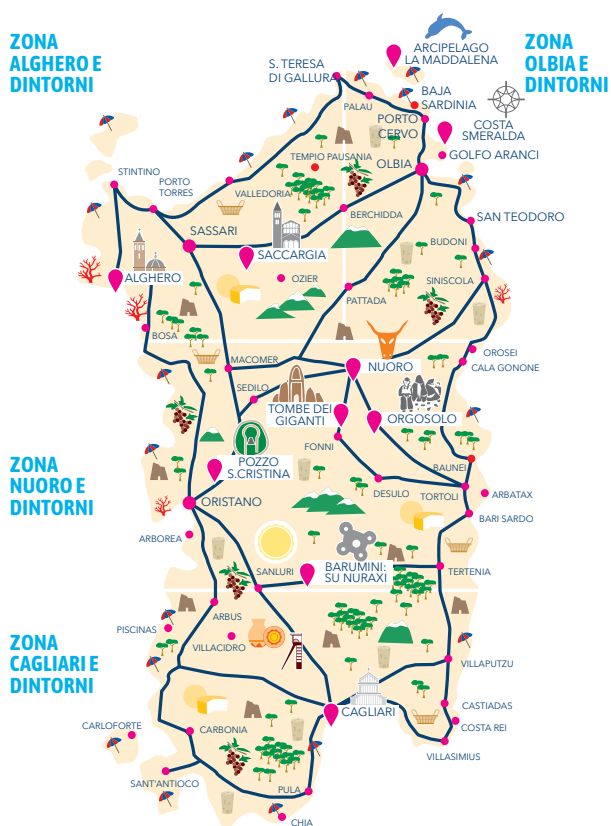 ZONA
ALGHERO E
DINTORNI
ARCIPELAGO
LA MADDALENA
ZONA
OLBIA E
DINTORNI
S. TERESA
DI GALLURA
PALAU
BAJA
SARDINIA
PORTO
CERVO
COSTA
SMERALDA
GOLFO ARANCI
TEMPIO PAUSANIA
OLBIA
STINTINO
PORTO
TORRES
VALLEDORIA
BERCHIDDA
SAN TEODORO
SASSARI
SACCARGIA
BUDONI
ALGHERO
OZIER
SINISCOLA
PATTADA
BOSA
OROSEI
MACOMER
NUORO
CALA GONONE
SEDILO
TOMBE DEI
GIGANTI
ORGOSOLO
FONNI
POZZO
S.CRISTINA
BAUNEI
ZONA
NUORO E
DINTORNI
DESULO
TORTOLI
ARBATAX
ORISTANO
BARI SARDO
ARBOREA
SANLURI
BARUMINI:
SU NURAXI
TERTENIA
ARBUS
PISCINAS
VILLACIDRO
ZONA
CAGLIARI E
DINTORNI
VILLAPUTZU
CAGLIARI
CASTIADAS
COSTA REI
CARLOFORTE
CARBONIA
VILLASIMIUS
SANT'ANTIOCO
PULA
CHIA